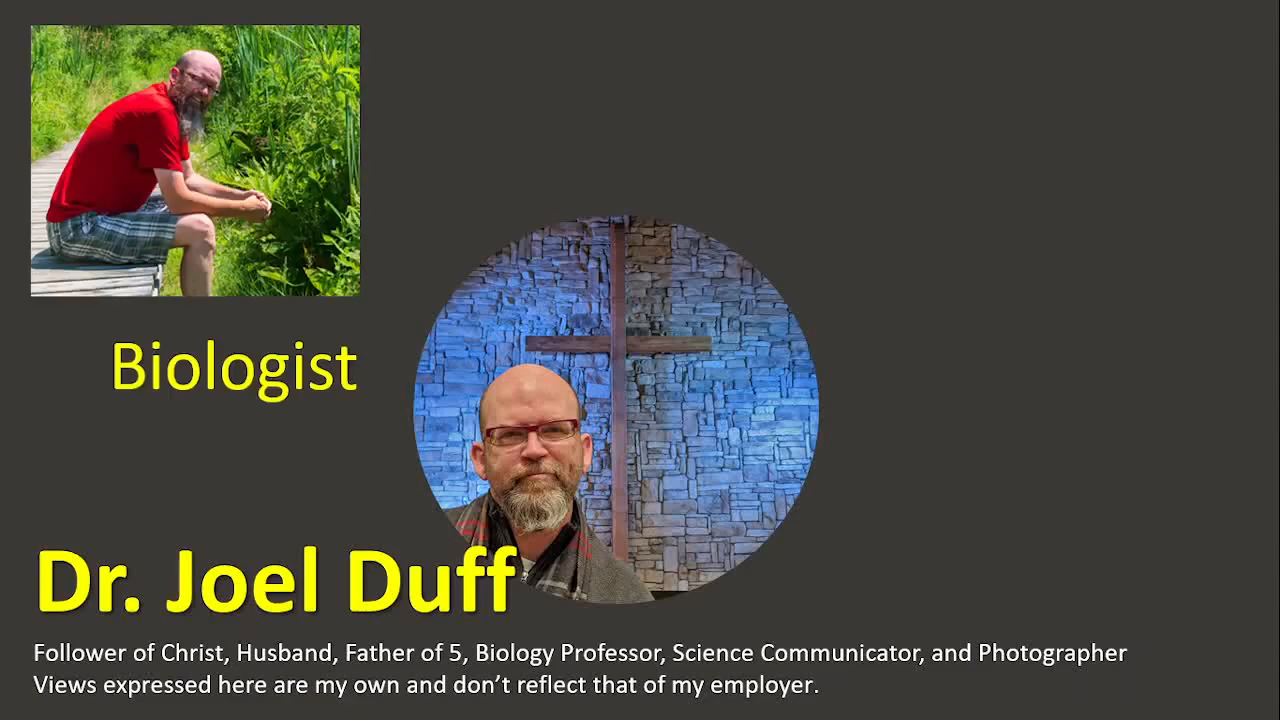 Biologist
Dr. Joel Duff
Follower of Christ, Husband, Father of 5, Biology Professor, Science Communicator, and Photographer
Views expressed here are my own and don’t reflect that of my employer.